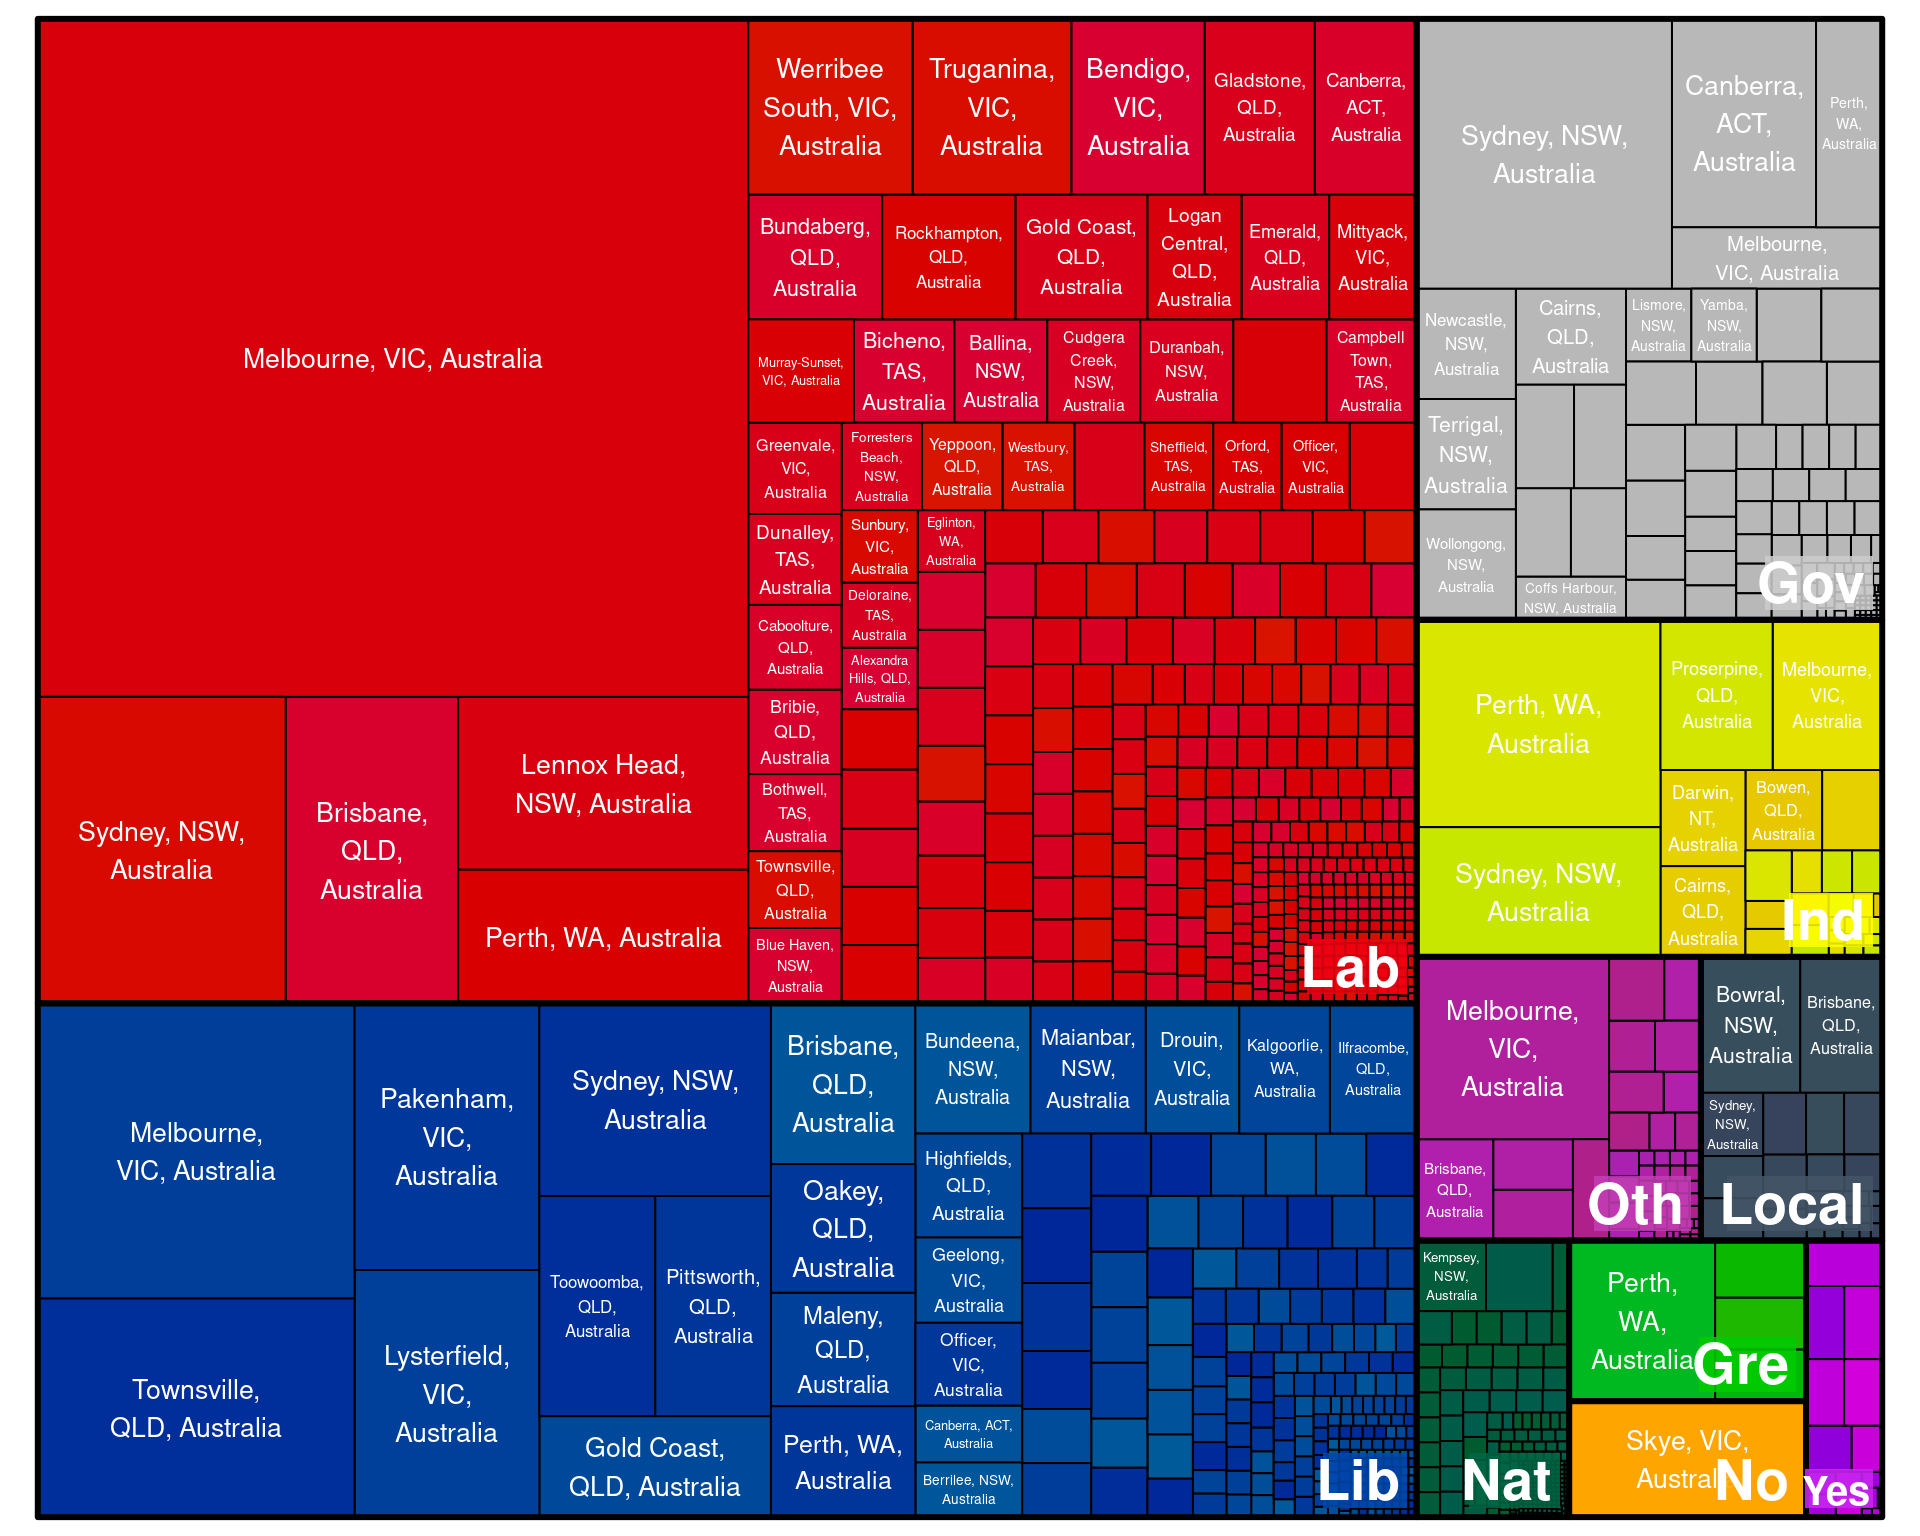 Melbourne, VIC, Australia
Sydney, NSW,
Australia
Brisbane,
QLD,
Australia
Lennox Head,
NSW, Australia
Perth, WA, Australia
Werribee
South, VIC,
Australia
Truganina,
VIC,
Australia
Bendigo,
VIC,
Australia
Gladstone,
QLD,
Australia
Canberra,
ACT,
Australia
Bundaberg,
QLD,
Australia
Rockhampton,
QLD,
Australia
Gold Coast,
QLD,
Australia
Logan
Central,
QLD,
Australia
Emerald,
QLD,
Australia
Mittyack,
VIC,
Australia
Murray-Sunset,
VIC, Australia
Bicheno,
TAS,
Australia
Ballina,
NSW,
Australia
Cudgera
Creek,
NSW,
Australia
Duranbah,
NSW,
Australia
Campbell
Town,
TAS,
Australia
Greenvale,
VIC,
Australia
Forresters
Beach,
NSW,
Australia
Yeppoon,
QLD,
Australia
Westbury,
TAS,
Australia
Sheffield,
TAS,
Australia
Orford,
TAS,
Australia
Officer,
VIC,
Australia
Dunalley,
TAS,
Australia
Sunbury,
VIC,
Australia
Eglinton,
WA,
Australia
Deloraine,
TAS,
Australia
Caboolture,
QLD,
Australia
Alexandra
Hills, QLD,
Australia
Bribie,
QLD,
Australia
Bothwell,
TAS,
Australia
Townsville,
QLD,
Australia
Blue Haven,
NSW,
Australia
Lab
Melbourne,
VIC, Australia
Townsville,
QLD, Australia
Pakenham,
VIC,
Australia
Lysterfield,
VIC,
Australia
Sydney, NSW,
Australia
Toowoomba,
QLD,
Australia
Pittsworth,
QLD,
Australia
Gold Coast,
QLD, Australia
Brisbane,
QLD,
Australia
Oakey,
QLD,
Australia
Maleny,
QLD,
Australia
Perth, WA,
Australia
Bundeena,
NSW,
Australia
Maianbar,
NSW,
Australia
Drouin,
VIC,
Australia
Kalgoorlie,
WA,
Australia
Ilfracombe,
QLD,
Australia
Highfields,
QLD,
Australia
Geelong,
VIC,
Australia
Officer,
VIC,
Australia
Canberra, ACT,
Australia
Berrilee, NSW,
Australia
Lib
Sydney, NSW,
Australia
Canberra,
ACT,
Australia
Perth,
WA,
Australia
Melbourne,
VIC, Australia
Newcastle,
NSW,
Australia
Cairns,
QLD,
Australia
Lismore,
NSW,
Australia
Yamba,
NSW,
Australia
Terrigal,
NSW,
Australia
Wollongong,
NSW,
Australia
Coffs Harbour,
NSW, Australia
Gov
Perth, WA,
Australia
Sydney, NSW,
Australia
Proserpine,
QLD,
Australia
Melbourne,
VIC,
Australia
Darwin,
NT,
Australia
Bowen,
QLD,
Australia
Cairns,
QLD,
Australia
Ind
Melbourne,
VIC,
Australia
Brisbane,
QLD,
Australia
Oth
Bowral,
NSW,
Australia
Brisbane,
QLD,
Australia
Sydney,
NSW,
Australia
Local
Kempsey,
NSW,
Australia
Nat
Perth,
WA,
Australia
Gre
Skye, VIC,
Austral
No
Yes